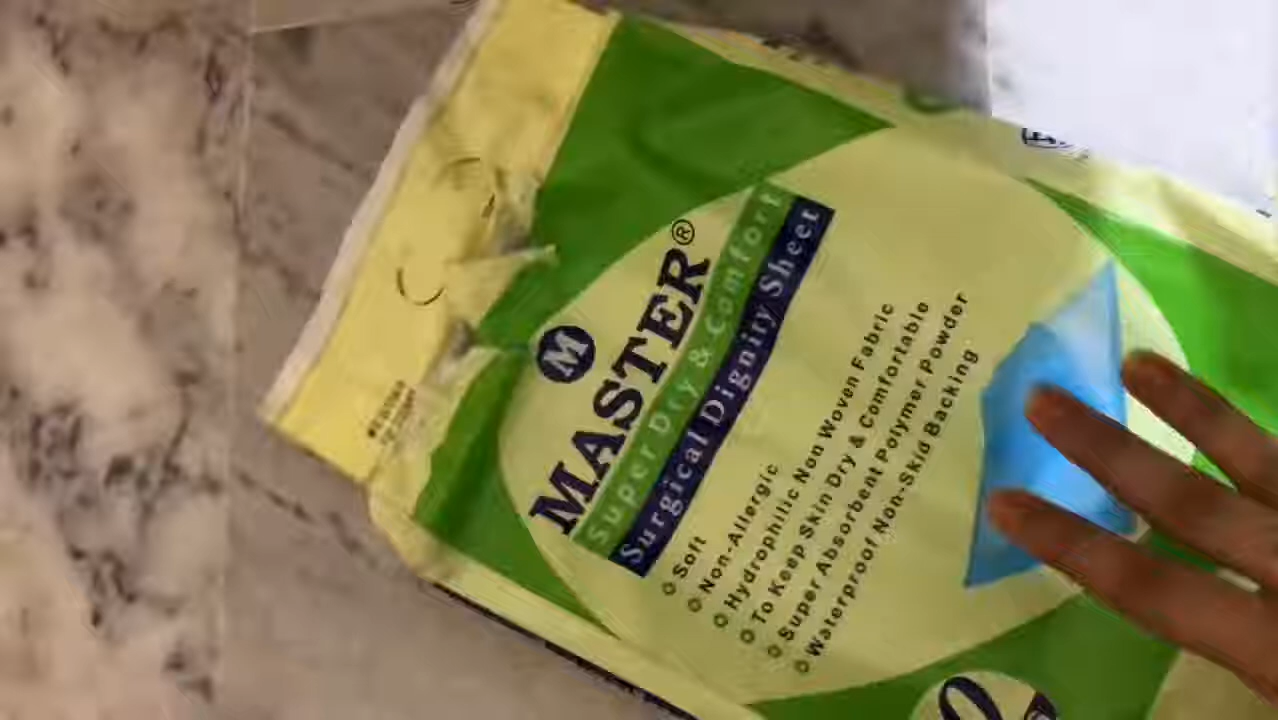 M
MASTER®
Super Dry & Comfort
Surgical Dignity Sheet
Soft
Non-Allergic
Hydrophilic Non Woven Fabric
To Keep Skin Dry & Comfortable
Super Absorbent Polymer Powder
Waterproof Non-Skid Backing